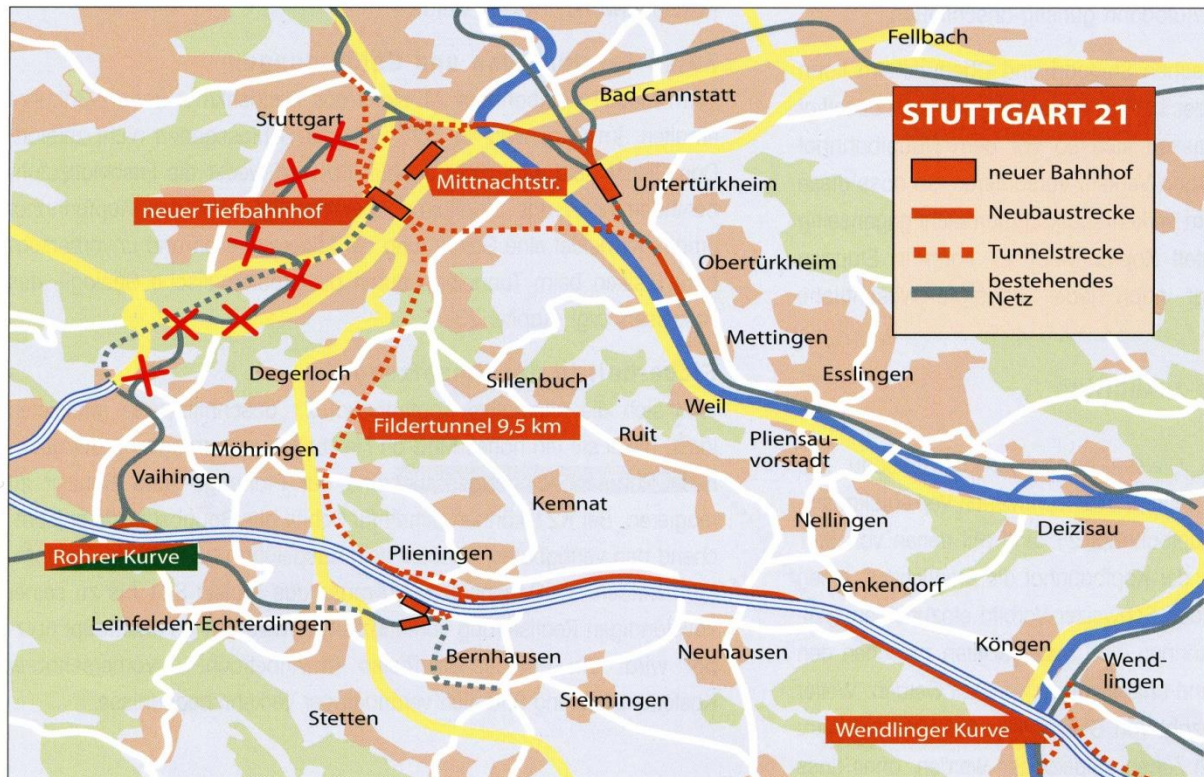 Fellbach
Bad Cannstatt
Stuttgart
STUTTGART 21
neuer Bahnhof
Neubaustrecke
Tunnelstrecke
bestehendes
Netz
Mittnachtstr.
Untertürkheim
neuer Tiefbahnhof
Obertürkheim
Mettingen
Degerloch
Sillenbuch
Esslingen
Weil
Fildertunnel 9,5 km
Ruit
Pliensau-
vorstadt
Möhringen
Vaihingen
Kemnat
Nellingen
Deizisau
Rohrer Kurve
Plieningen
Denkendorf
Leinfelden-Echterdingen
Bernhausen
Neuhausen
Köngen
Wend-
lingen
Sielmingen
Stetten
Wendlinger Kurve